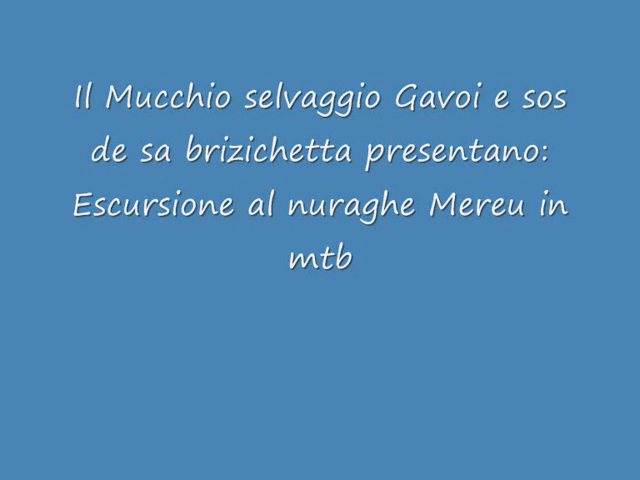 Il Mucchio selvaggio Gavoi e sos
de sa brizichetta presentano:
Escursione al nuraghe Mereu in
mtb